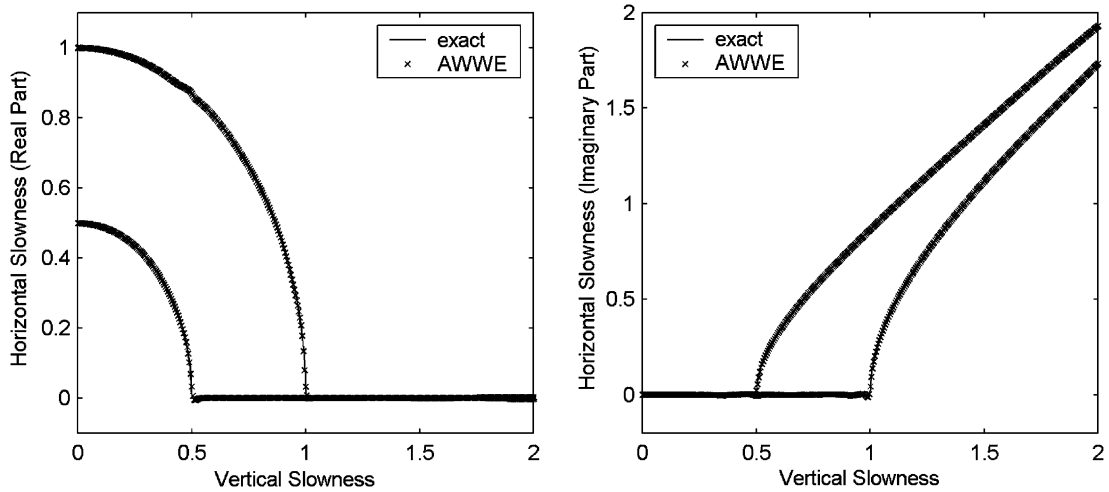 Horizontal Slowness (Real Part)
1
0.8
0.6
0.4
0.2
0
0 0.5 1 1.5 2
Vertical Slowness
exact
AWWE
Horizontal Slowness (Imaginary Part)
2
1.5
1
0.5
0
0 0.5 1 1.5 2
Vertical Slowness
exact
AWWE